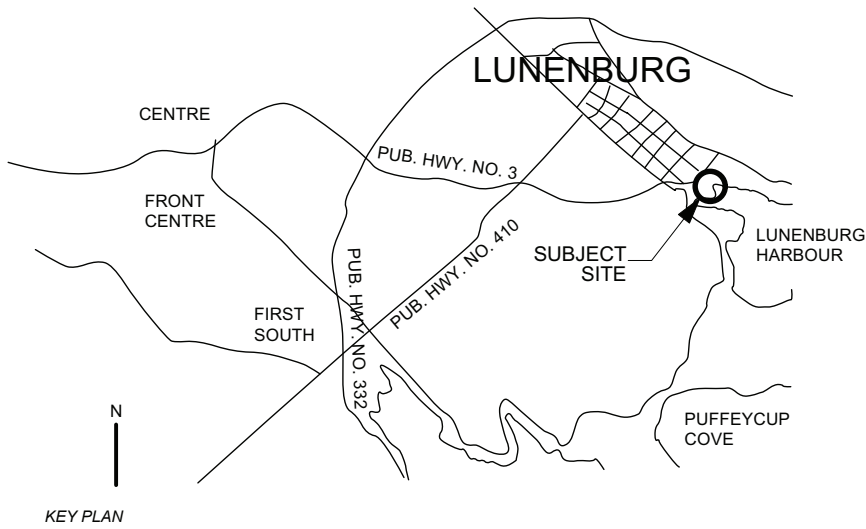 LUNENBURG
CENTRE
PUB. HWY. NO. 3
FRONT
CENTRE
PUB. HWY. NO. 410
SUBJECT
SITE
LUNENBURG
HARBOUR
PUB. HWY. NO. 332
FIRST
SOUTH
N
PUFFEYCUP
COVE
KEY PLAN